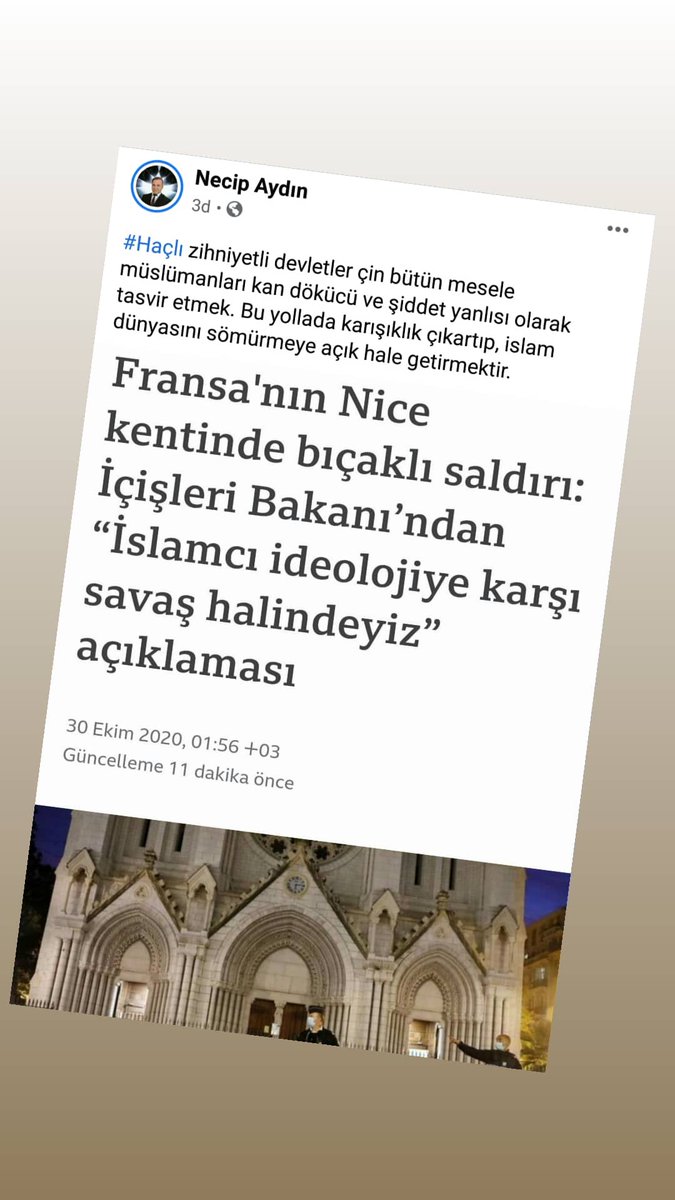 Necip Aydın
3d ·
#Haçlı zihniyetli devletler çin bütün mesele
müslümanları kan dökücü ve şiddet yanlısı olarak
tasvir etmek. Bu yollada karışıklık çıkartıp, islam
dünyasını sömürmeye açık hale getirmektir.
Fransa'nın Nice
kentinde bıçaklı saldırı:
İçişleri Bakanı’ndan
“İslamcı ideolojiye karşı
savaş halindeyiz”
açıklaması
30 Ekim 2020, 01:56 +03
Güncelleme 11 dakika önce